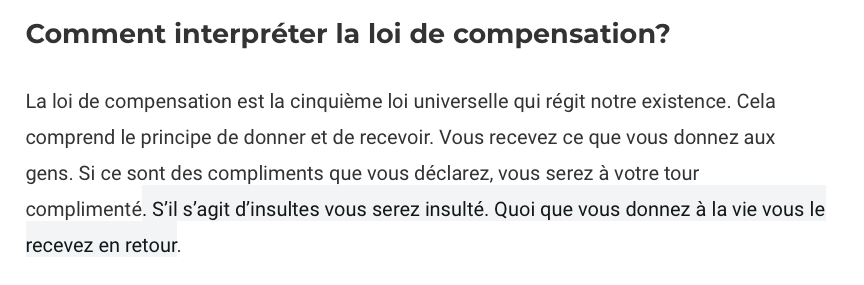 Comment interpréter la loi de compensation?
La loi de compensation est la cinquième loi universelle qui régit notre existence. Cela
comprend le principe de donner et de recevoir. Vous recevez ce que vous donnez aux
gens. Si ce sont des compliments que vous déclarez, vous serez à votre tour
complimenté. S’il s’agit d’insultes vous serez insulté. Quoi que vous donnez à la vie vous le
recevez en retour.